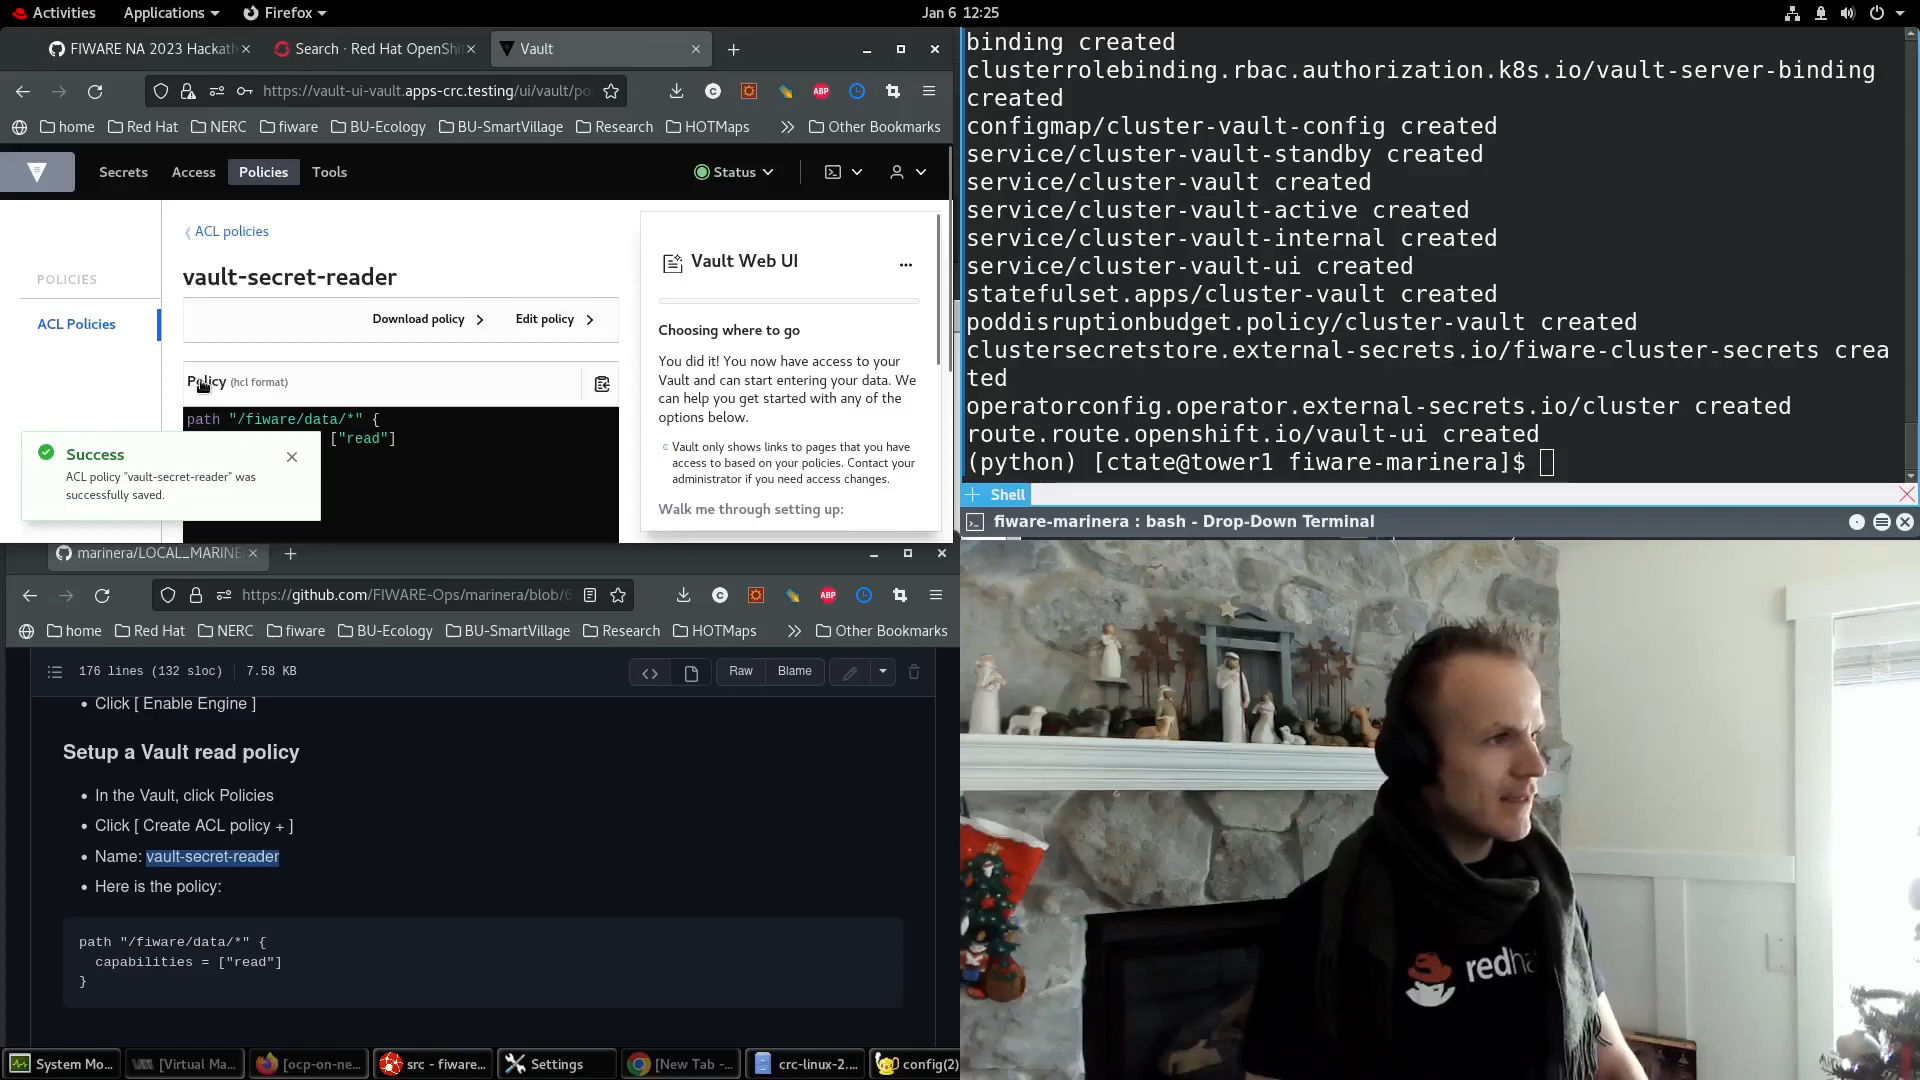 Activities
Applications
Firefox
Jan 6 12:25
FIWARE NA 2023 Hackath
Search · Red Hat OpenShi
Vault
https://vault-ui-vault.apps-crc.testing/ui/vault/po
home
Red Hat
NERC
fiware
BU-Ecology
BU-SmartVillage
Research
HOTMaps
Other Bookmarks
Secrets
Access
Policies
Tools
Status
POLICIES
ACL Policies
ACL policies
vault-secret-reader
Download policy
Edit policy
Policy (hcl format)
path "/fiware/data/*" {
["read"]
Success
ACL policy "vault-secret-reader" was
successfully saved.
Vault Web UI
Choosing where to go
You did it! You now have access to your
Vault and can start entering your data. We
can help you get started with any of the
options below.
Vault only shows links to pages that you have
access to based on your policies. Contact your
administrator if you need access changes.
Walk me through setting up:
binding created
clusterrolebinding.rbac.authorization.k8s.io/vault-server-binding
created
configmap/cluster-vault-config created
service/cluster-vault-standby created
service/cluster-vault created
service/cluster-vault-active created
service/cluster-vault-internal created
service/cluster-vault-ui created
statefulset.apps/cluster-vault created
poddisruptionbudget.policy/cluster-vault created
clustersecretstore.external-secrets.io/fiware-cluster-secrets crea
ted
operatorconfig.operator.external-secrets.io/cluster created
route.route.openshift.io/vault-ui created
(python) [ctate@tower1 fiware-marinera]$
Shell
fiware-marinera : bash - Drop-Down Terminal
marinera/LOCAL_MARINE
https://github.com/FIWARE-Ops/marinera/blob/6
home
Red Hat
NERC
fiware
BU-Ecology
BU-SmartVillage
Research
HOTMaps
Other Bookmarks
176 lines (132 sloc)
7.58 KB
Raw
Blame
Click [ Enable Engine ]
Setup a Vault read policy
In the Vault, click Policies
Click [ Create ACL policy + ]
Name: vault-secret-reader
Here is the policy:
path "/fiware/data/*" {
capabilities = ["read"]
}
redha
System Mo...
[Virtual Ma...
[ocp-on-ne...
src - fiware...
Settings
[New Tab -...
crc-linux-2....
config(2)